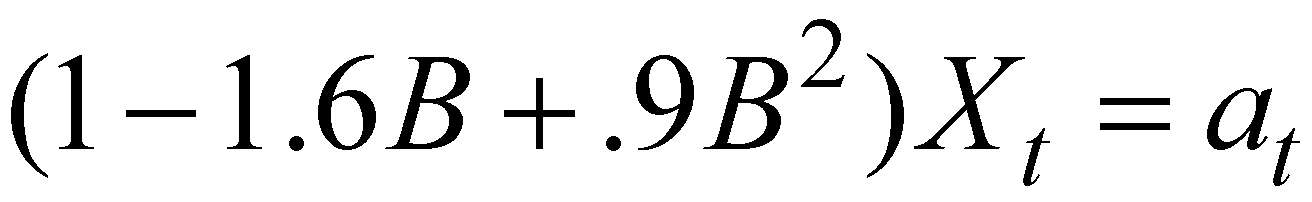 (1−1.6B + .9B²)Xₜ = aₜ